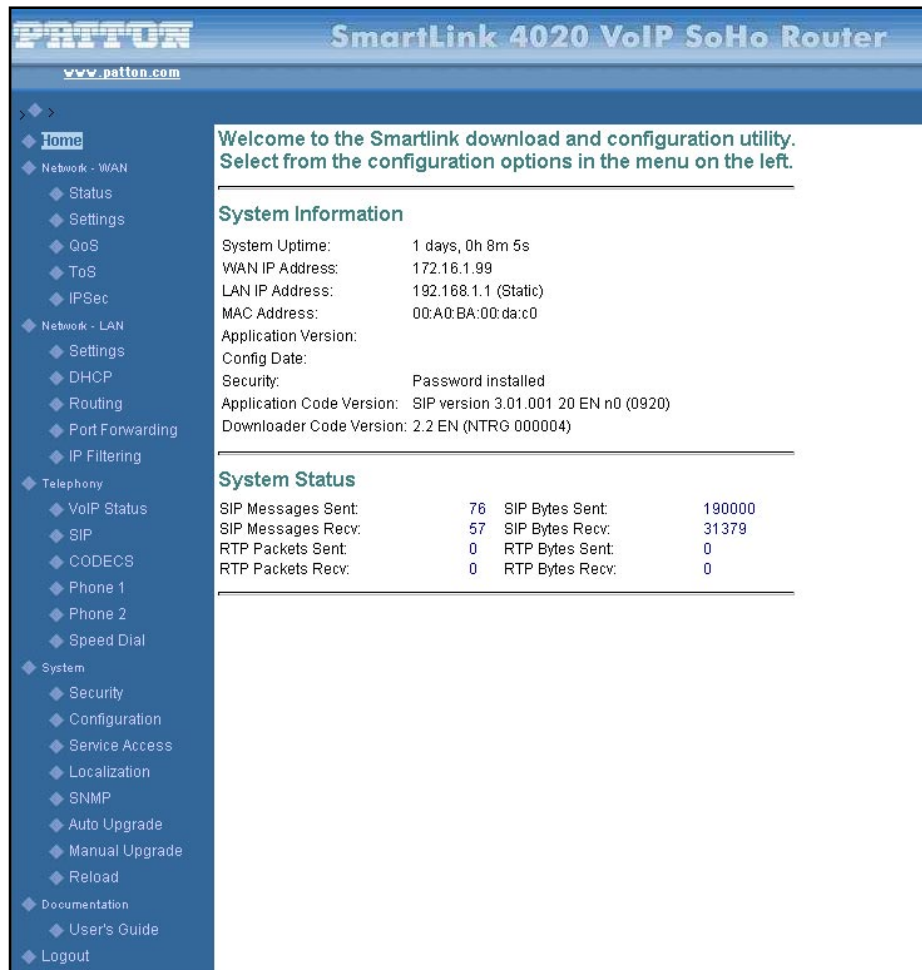 PATTON
SmartLink 4020 VoIP SoHo Router
www.patton.com
Home
Network - WAN
Status
Settings
QoS
ToS
IPSec
Network - LAN
Settings
DHCP
Routing
Port Forwarding
IP Filtering
Telephony
VoIP Status
SIP
CODECS
Phone 1
Phone 2
Speed Dial
System
Security
Configuration
Service Access
Localization
SNMP
Auto Upgrade
Manual Upgrade
Reload
Documentation
User's Guide
Logout
Welcome to the Smartlink download and configuration utility.
Select from the configuration options in the menu on the left.
System Information
System Uptime: 1 days, 0h 8m 5s
WAN IP Address: 172.16.1.99
LAN IP Address: 192.168.1.1 (Static)
MAC Address: 00:A0:BA:00:da:c0
Application Version:
Config Date:
Security: Password installed
Application Code Version: SIP version 3.01.001 20 EN n0 (0920)
Downloader Code Version: 2.2 EN (NTRG 000004)
System Status
SIP Messages Sent: 76 SIP Bytes Sent: 190000
SIP Messages Recv: 57 SIP Bytes Recv: 31379
RTP Packets Sent: 0 RTP Bytes Sent: 0
RTP Packets Recv: 0 RTP Bytes Recv: 0